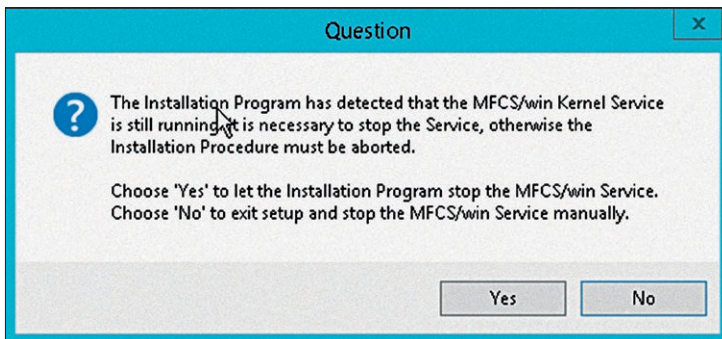 Question
x
?
The Installation Program has detected that the MFCS/win Kernel Service
is still running. It is necessary to stop the Service, otherwise the
Installation Procedure must be aborted.
Choose 'Yes' to let the Installation Program stop the MFCS/win Service.
Choose 'No' to exit setup and stop the MFCS/win Service manually.
Yes
No